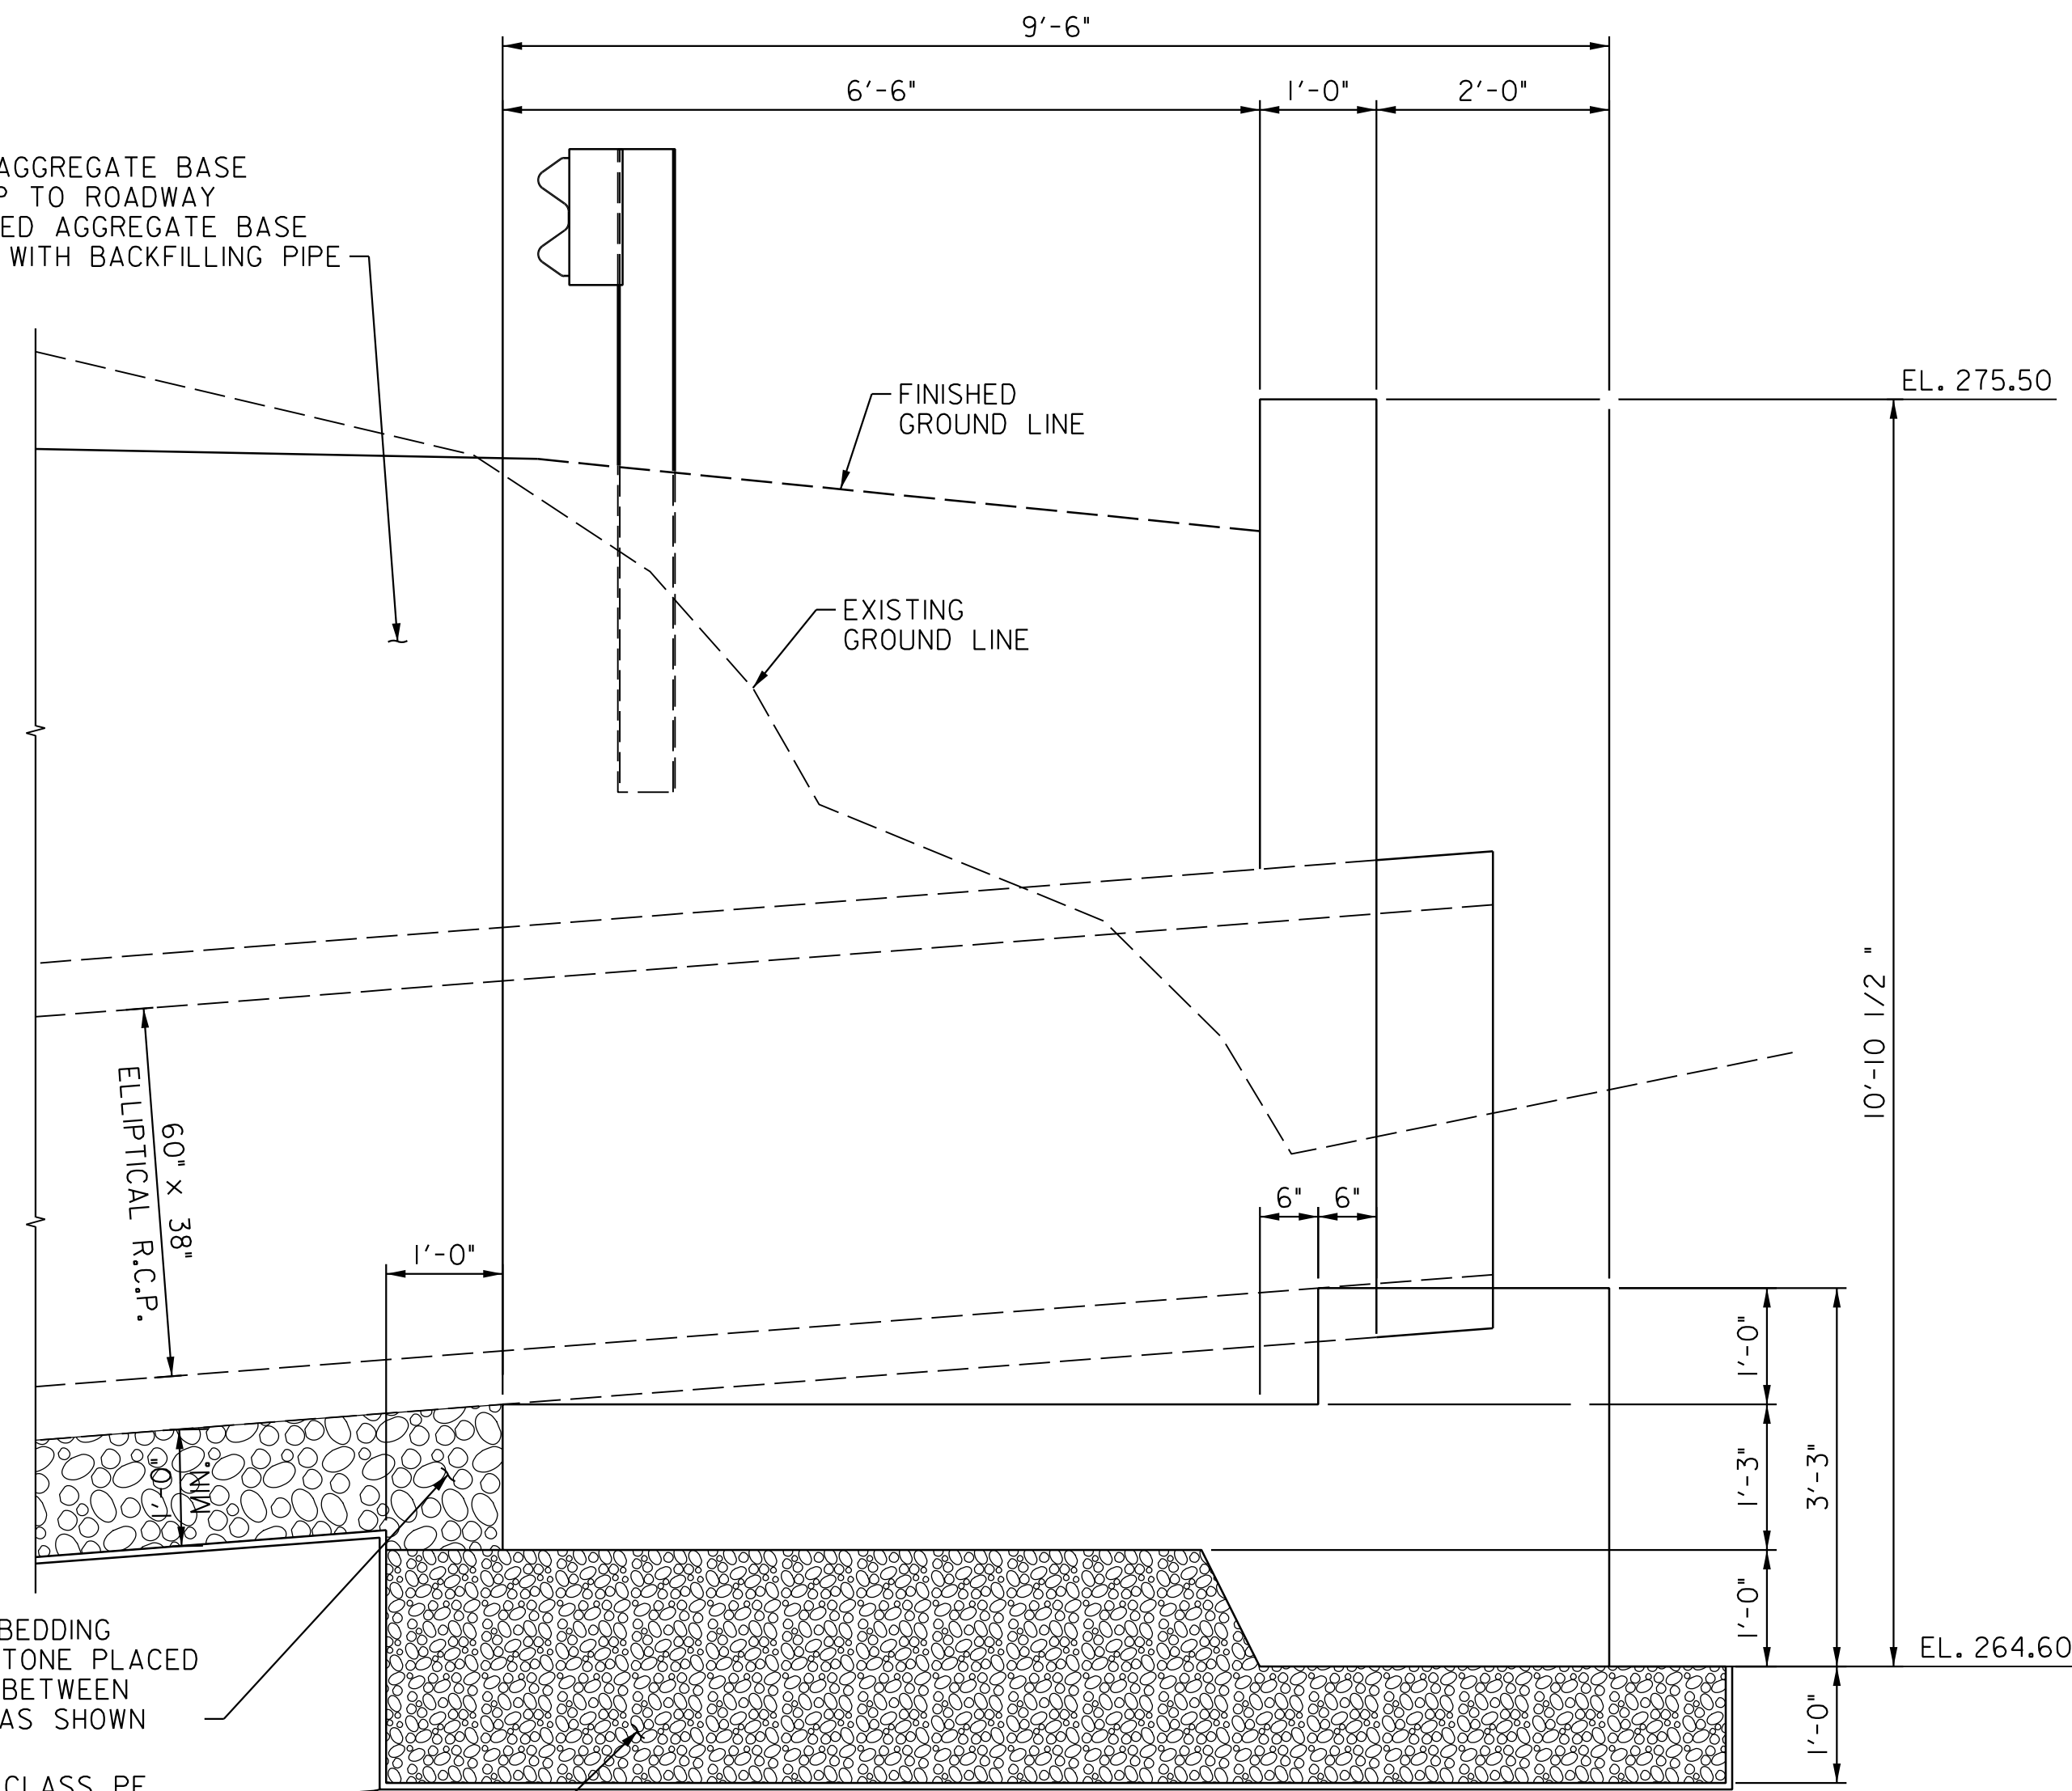 9'-6"
6'-6"
1'-0"
2'-0"
AGGREGATE BASE
TO ROADWAY
AGGREGATE BASE
WITH BACKFILLING PIPE
EL. 275.50
FINISHED
GROUND LINE
EXISTING
GROUND LINE
10'-10 1/2 "
60" x 38"
ELLIPTICAL R.C.P.
6"
6"
1'-0"
1'-0"
1'-3"
3'-3"
1'-0"
MIN.
1'-0"
EL. 264.60
1'-0"
BEDDING
PLACED
BETWEEN
AS SHOWN
CLASS PE